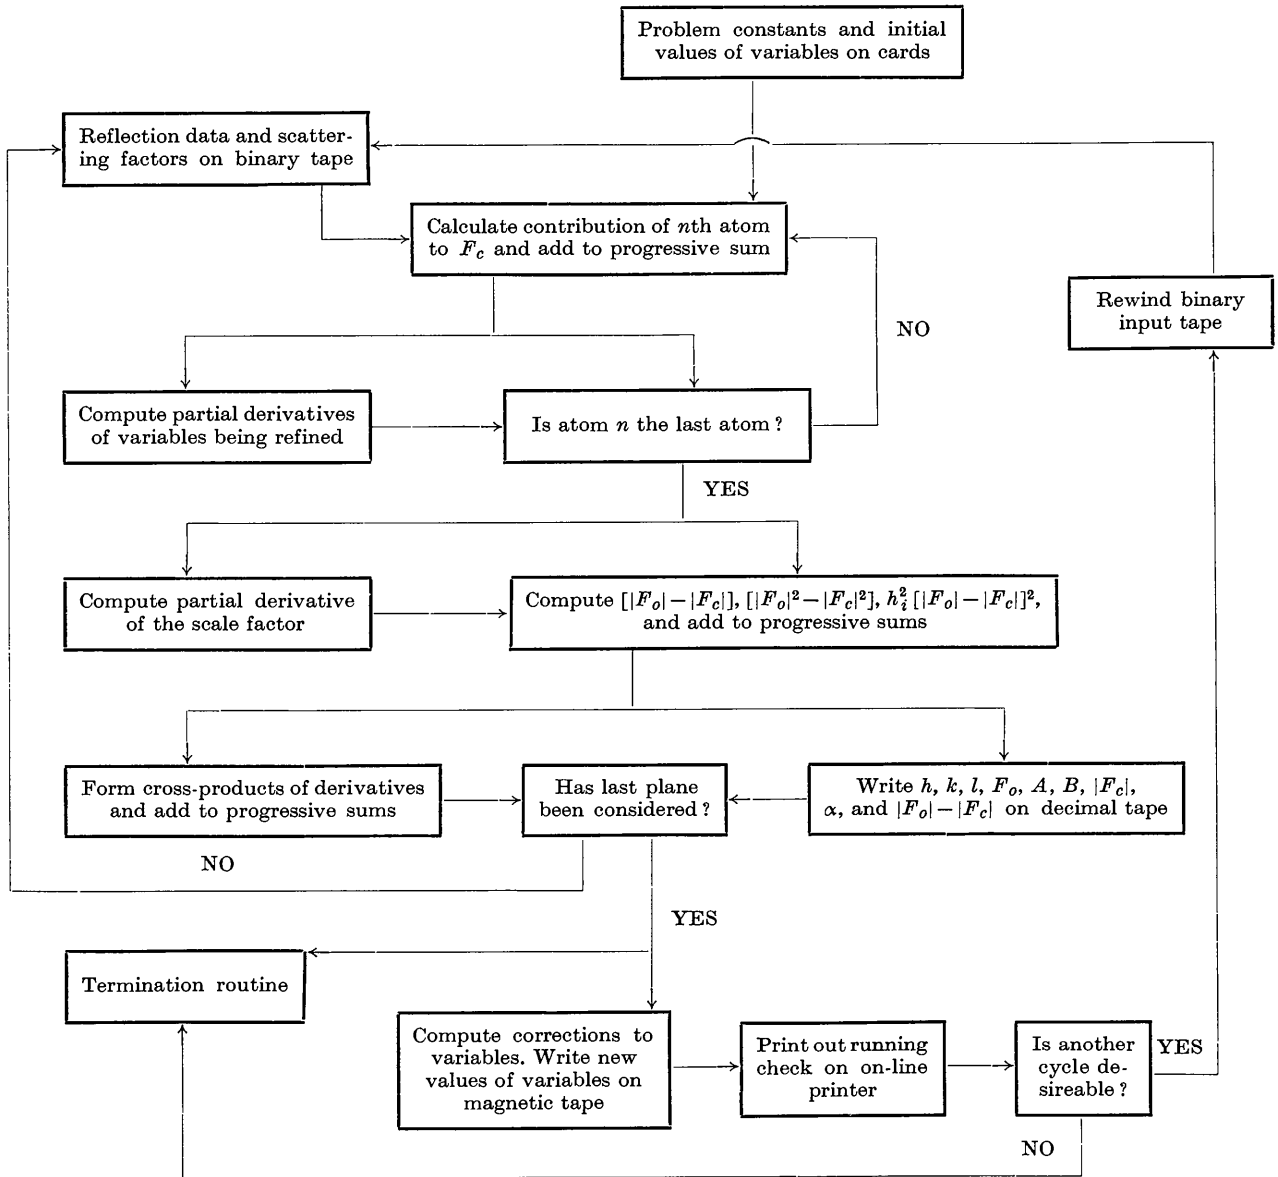 Problem constants and initial
values of variables on cards
Reflection data and scatter-
ing factors on binary tape
Calculate contribution of nth atom
to F_c and add to progressive sum
Rewind binary
input tape
NO
Compute partial derivatives
of variables being refined
Is atom n the last atom?
YES
Compute partial derivative
of the scale factor
Compute [|F_o|−|F_c|], [|F_o|²−|F_c|²], h_i² [|F_o|−|F_c|]²,
and add to progressive sums
Form cross-products of derivatives
and add to progressive sums
Has last plane
been considered?
Write h, k, l, F_o, A, B, |F_c|,
α, and |F_o|−|F_c| on decimal tape
NO
YES
Termination routine
Compute corrections to
variables. Write new
values of variables on
magnetic tape
Print out running
check on on-line
printer
Is another
cycle de-
sireable?
YES
NO